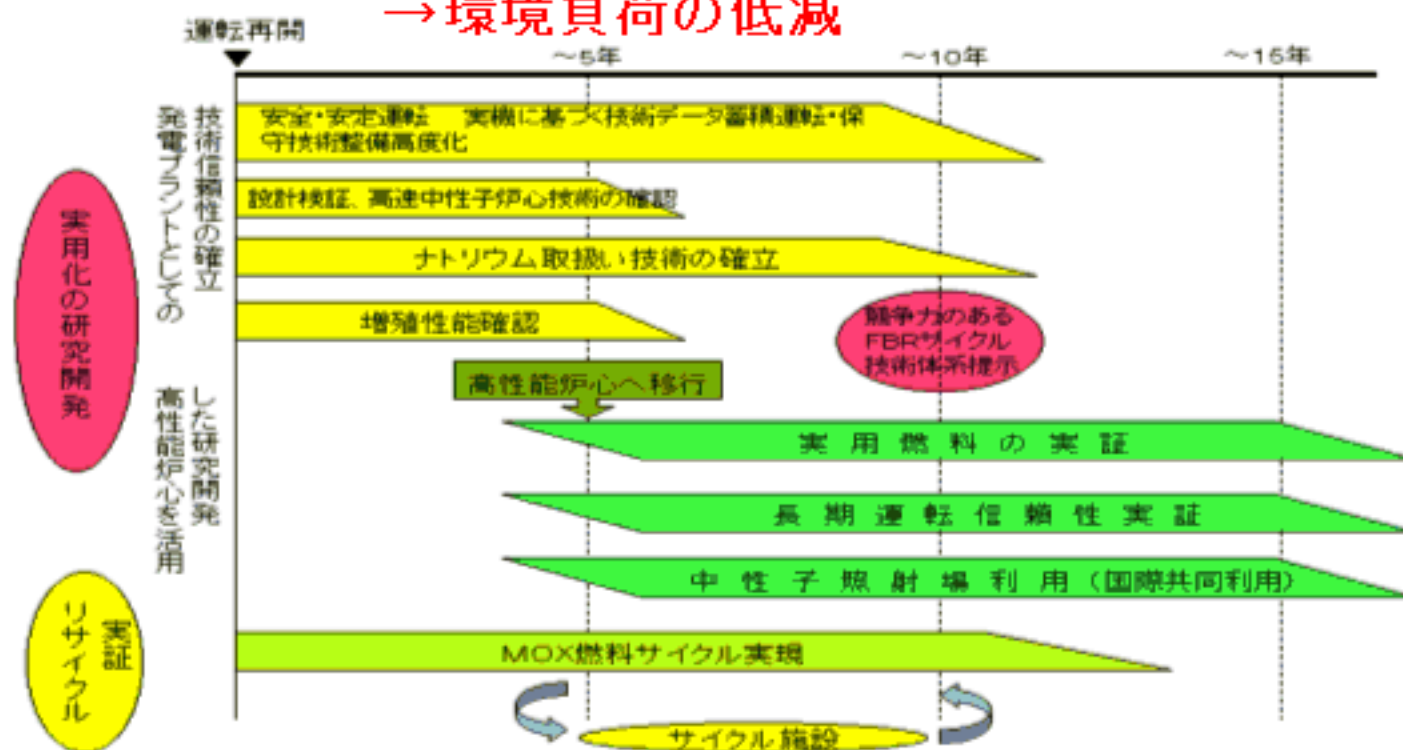 →環境負荷の低減
運転再開
～5年
～10年
～15年
実用化の研究開発
発電プラントとしての
技術信頼性の確立
安全・安定運転　実機に基づく技術データ蓄積運転・保
守技術整備高度化
設計検証、高速中性子炉心技術の確認
ナトリウム取扱い技術の確立
増殖性能確認
競争力のある
FBRサイクル
技術体系提示
高性能炉心へ移行
高性能炉心を活用
した研究開発
実用燃料の実証
長期運転信頼性実証
中性子照射場利用（国際共同利用）
リサイクル
実証
MOX燃料サイクル実現
サイクル施設